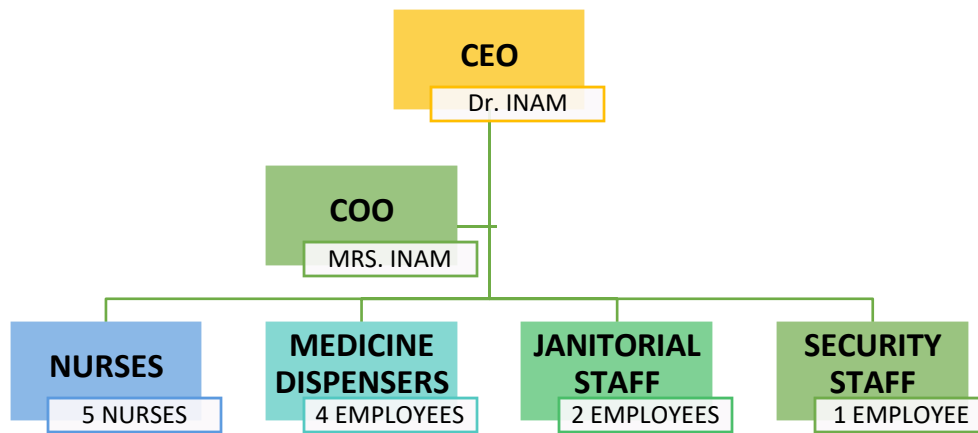 CEO
Dr. INAM
COO
MRS. INAM
NURSES
5 NURSES
MEDICINE
DISPENSERS
4 EMPLOYEES
JANITORIAL
STAFF
2 EMPLOYEES
SECURITY
STAFF
1 EMPLOYEE